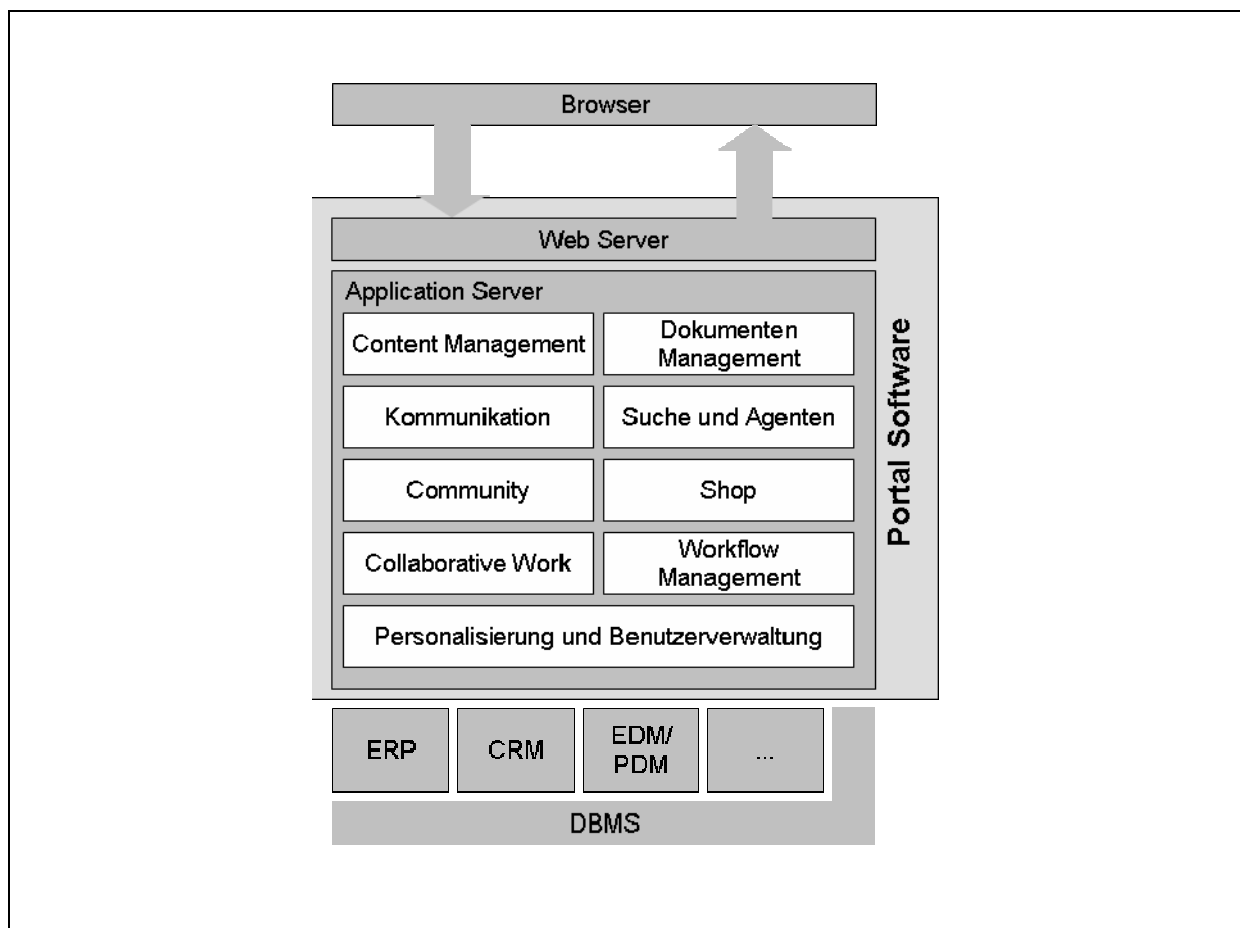 Browser
Web Server
Application Server
Content Management
Dokumenten
Management
Kommunikation
Suche und Agenten
Community
Shop
Collaborative Work
Workflow
Management
Personalisierung und Benutzerverwaltung
Portal Software
ERP
CRM
EDM/
PDM
...
DBMS